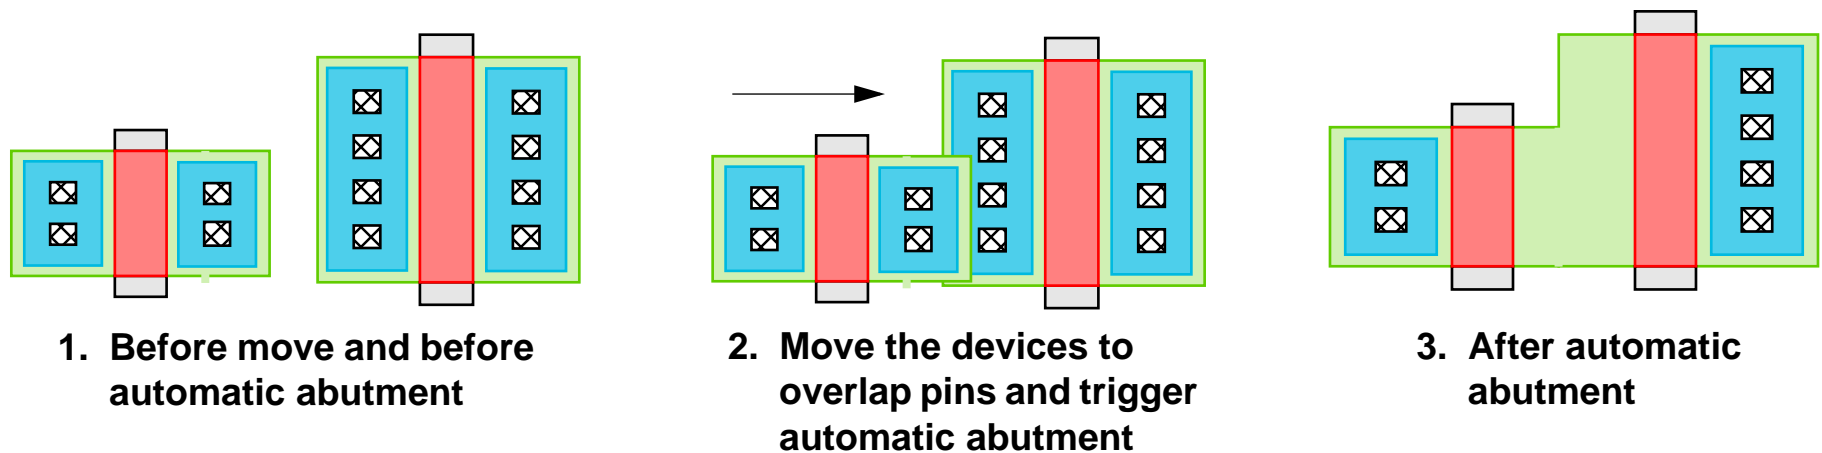 1. Before move and before
automatic abutment
2. Move the devices to
overlap pins and trigger
automatic abutment
3. After automatic
abutment